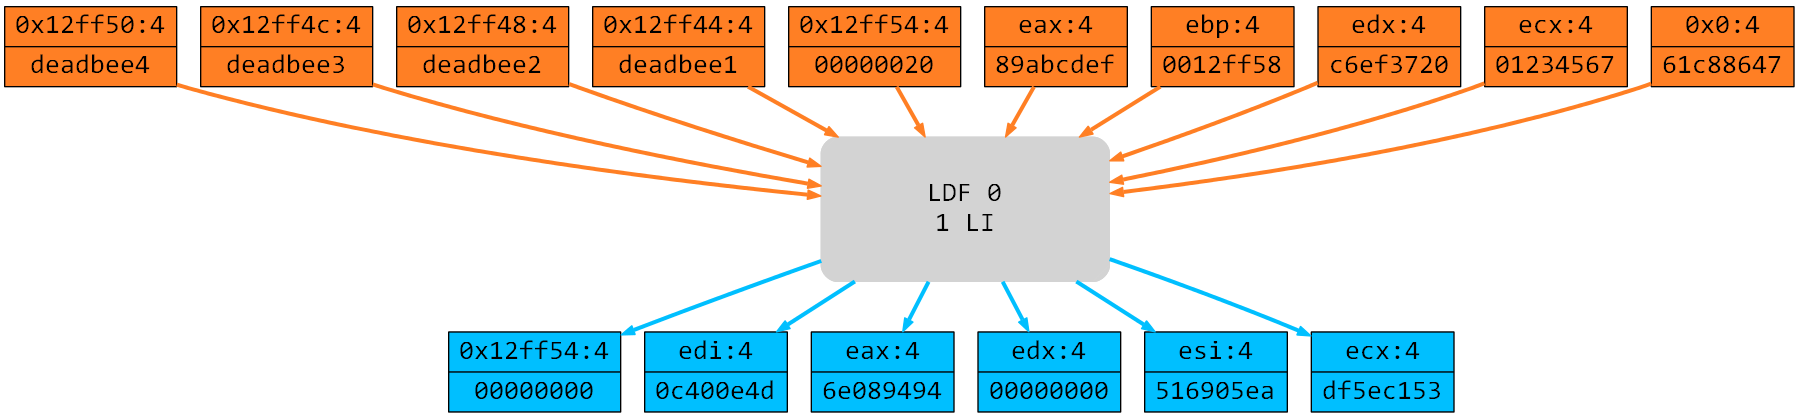 0x12ff50:4
deadbee4
0x12ff4c:4
deadbee3
0x12ff48:4
deadbee2
0x12ff44:4
deadbee1
0x12ff54:4
00000020
eax:4
89abcdef
ebp:4
0012ff58
edx:4
c6ef3720
ecx:4
01234567
0x0:4
61c88647
LDF 0
1 LI
0x12ff54:4
00000000
edi:4
0c400e4d
eax:4
6e089494
edx:4
00000000
esi:4
516905ea
ecx:4
df5ec153